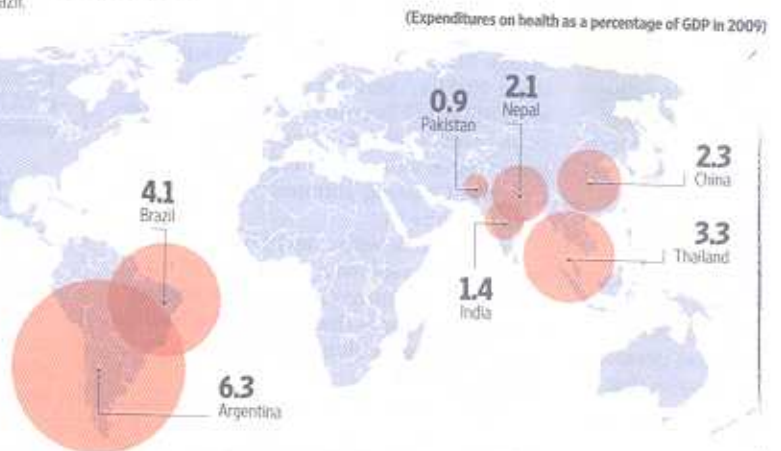 (Expenditures on health as a percentage of GDP in 2009)
0.9
Pakistan
2.1
Nepal
2.3
China
4.1
Brazil
3.3
Thailand
1.4
India
6.3
Argentina